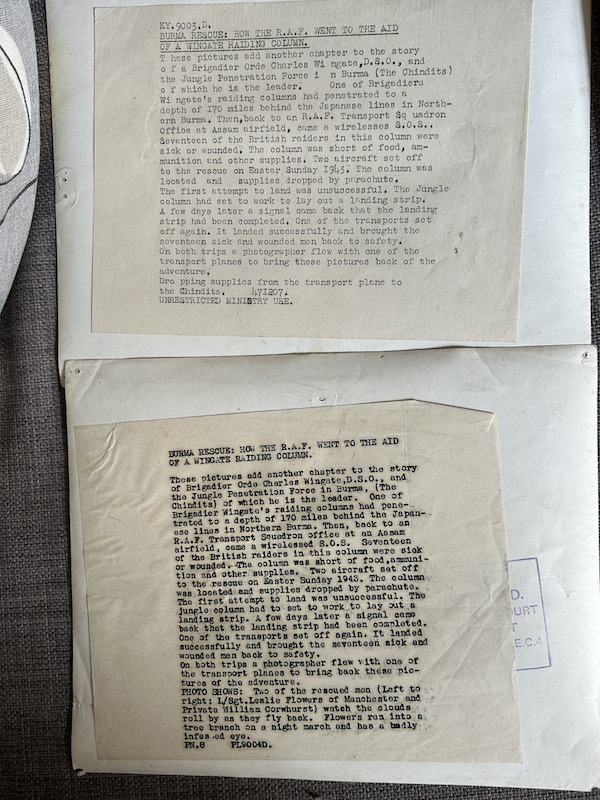 KY.9003.D.
BURMA RESCUE: HOW THE R.A.F. WENT TO THE AID
OF A WINGATE RAIDING COLUMN.
T hese pictures add another chapter to the story
o f a Brigadier Orde Charles Wi ngate,D.S.O., and
the Jungle Penetration Force i n Burma (The Chindits)
o f which he is the leader. One of Brigadiers
Wi ngate's raiding columns had penetrated to a
depth of 170 miles behind the Japanese lines in North-
ern Burma. Then,back to an R.A.F. Transport Sq uadron
Office at Assam airfield, came a wirelesses S.O.S..
Seventeen of the British raiders in this column were
sick or wounded. The column was short of food, am-
munition and other supplies. Two aircraft set off
to the rescue on Easter Sunday 1943. The column was
located and supplies dropped by parachute.
The first attempt to land was unsuccessful. The Jungle
column had set to work to lay out a landing strip.
A few days later a signal came back that the landing
strip had been completed. One of the transports set
off again. It landed successfully and brought the
seventeen sick and wounded men back to safety.
On both trips a photographer flew with one of the
transport planes to bring these pictures back of the
adventure.
Dro pping supplies from the transport plane to
the Chindits. 471207.
UNRESTRICTED MINISTRY USE.
BURMA RESCUE: HOW THE R.A.F. WENT TO THE AID
OF A WINGATE RAIDING COLUMN.
These pictures add another chapter to the story
of Brigadier Orde Charles Wingate,D.S.O., and
the Jungle Penetration Force in Burma, (The
Chindits) of which he is the leader. One of
Brigadier Wingate's raiding columns had pene-
trated to a depth of 170 miles behind the Japan-
ese lines in Northern Burma. Then, back to an
R.A.F. Transport Squadron office at an Assam
airfield, came a wirelessed S.O.S. Seventeen
of the British raiders in this column were sick
or wounded. The column was short of food,ammuni-
tion and other supplies. Two aircraft set off
to the rescue on Easter Sunday 1943. The column
was located and supplies dropped by parachute.
The first attempt to land was unsuccessful. The
jungle column had to set to work to lay out a
landing strip. A few days later a signal came
back that the landing strip had been completed.
One of the transports set off again. It landed
successfully and brought the seventeen sick and
wounded men back to safety.
On both trips a photographer flew with one of
the transport planes to bring back these pic-
tures of the adventure.
PHOTO SHOWS: Two of the rescued men (Left to
right: L/Sgt.Leslie Flowers of Manchester and
Private William Corwhurst) watch the clouds
roll by as they fly back. Flowers ran into a
tree branch on a night march and has a badly
infes ed eye.
PN.8 PL9004D.
D.
OURT
T
E.C.4